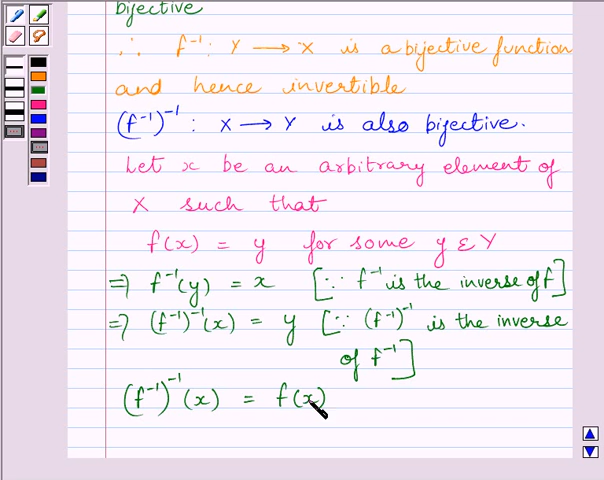 bijective
∴ f⁻¹: Y ⟶ X is a bijective function
and hence invertible
(f⁻¹)⁻¹ : X ⟶ Y is also bijective.
Let x be an arbitrary element of
X such that
f(x) = y for some y ε Y
⇒ f⁻¹(y) = x [∵ f⁻¹ is the inverse of f]
⇒ (f⁻¹)⁻¹(x) = y [∵ (f⁻¹)⁻¹ is the inverse
of f⁻¹]
(f⁻¹)⁻¹(x) = f(x)